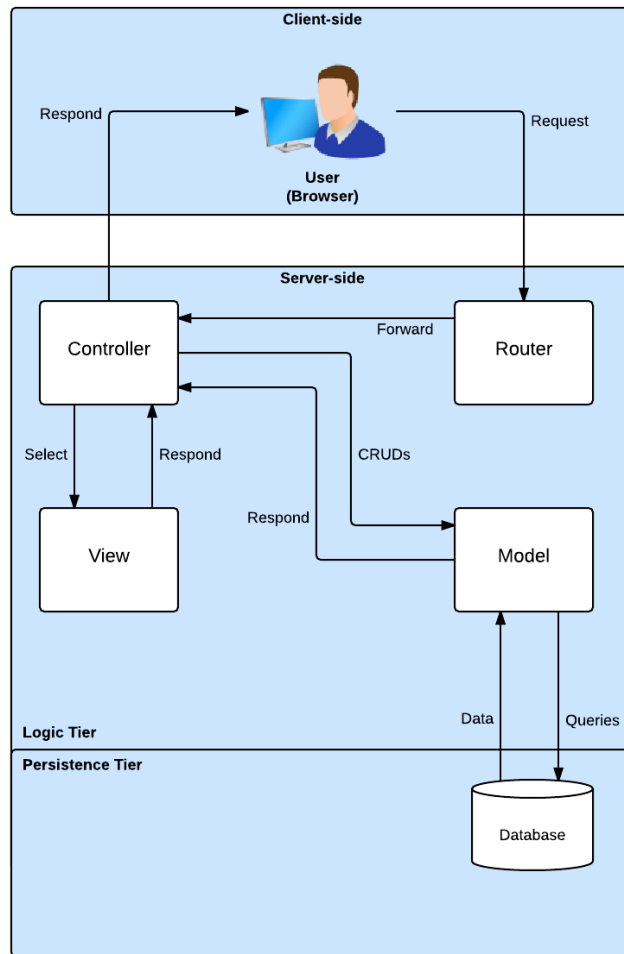 Client-side
Respond
Request
User
(Browser)
Server-side
Controller
Forward
Router
Select
Respond
CRUDs
Respond
View
Model
Data
Queries
Logic Tier
Persistence Tier
Database